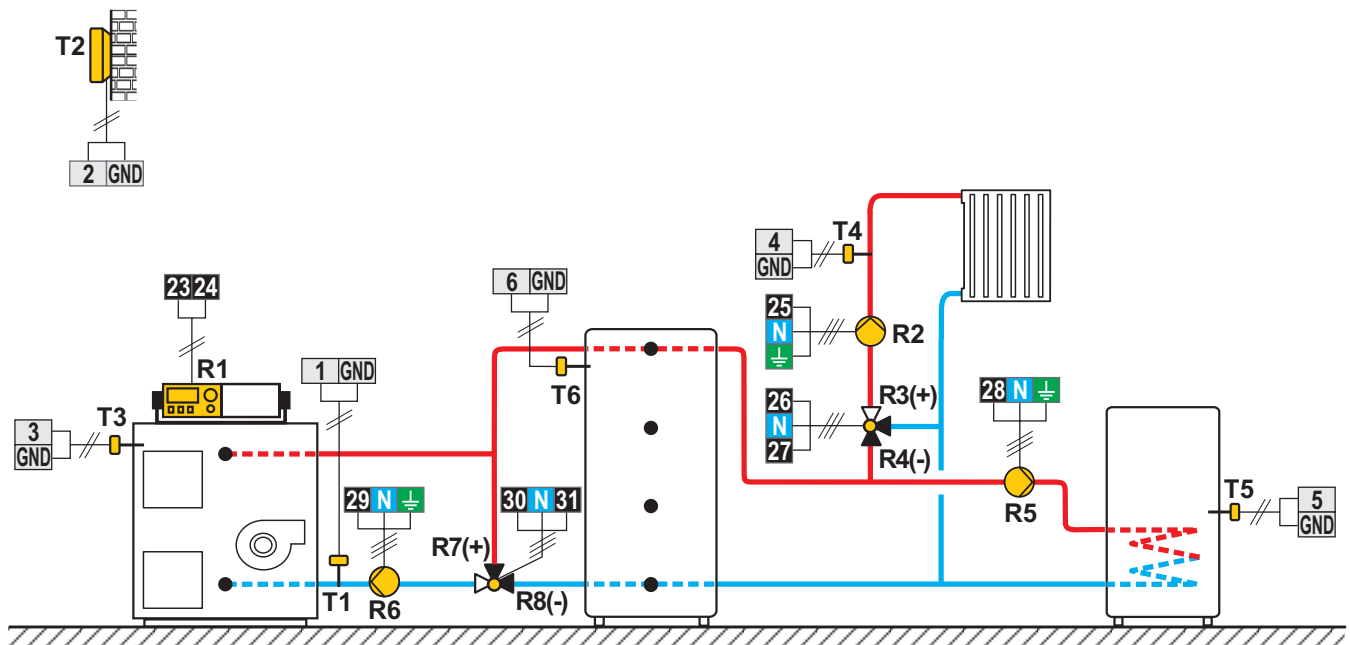 T2
2 GND
23 24
R1
1 GND
T3
3
GND
29 N
T1
R6
30 N 31
R7(+)
R8(-)
6 GND
T6
4
GND
T4
25
N
R2
26
N
27
R3(+)
R4(-)
28 N
R5
T5
5
GND